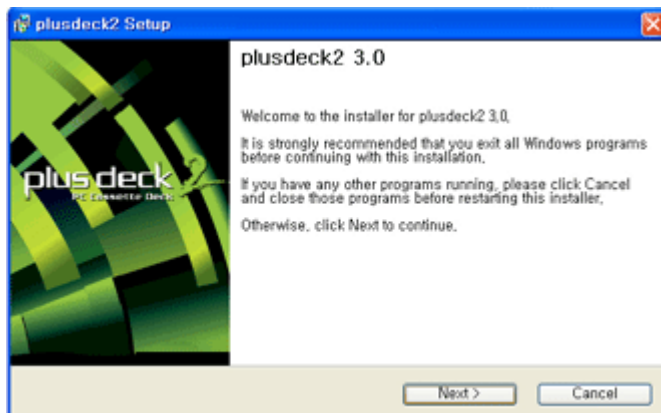 plusdeck2 Setup
plusdeck2 3.0
Welcome to the installer for plusdeck2 3,0,
It is strongly recommended that you exit all Windows programs
before continuing with this installation,
If you have any other programs running, please click Cancel
and close those programs before restarting this installer,
Otherwise, click Next to continue,
plus deck 2
PC Cassette Deck
Next >
Cancel